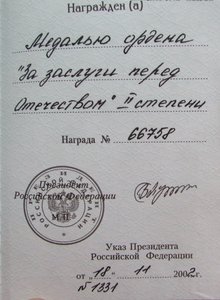 Награжден (а)
Медалью ордена
"За заслуги перед
Отечеством" II степени
Награда № 66758
Президент
Российской Федерации
М.П.
Указ Президента
Российской Федерации
от "18" 11 2002 г.
№ 1331